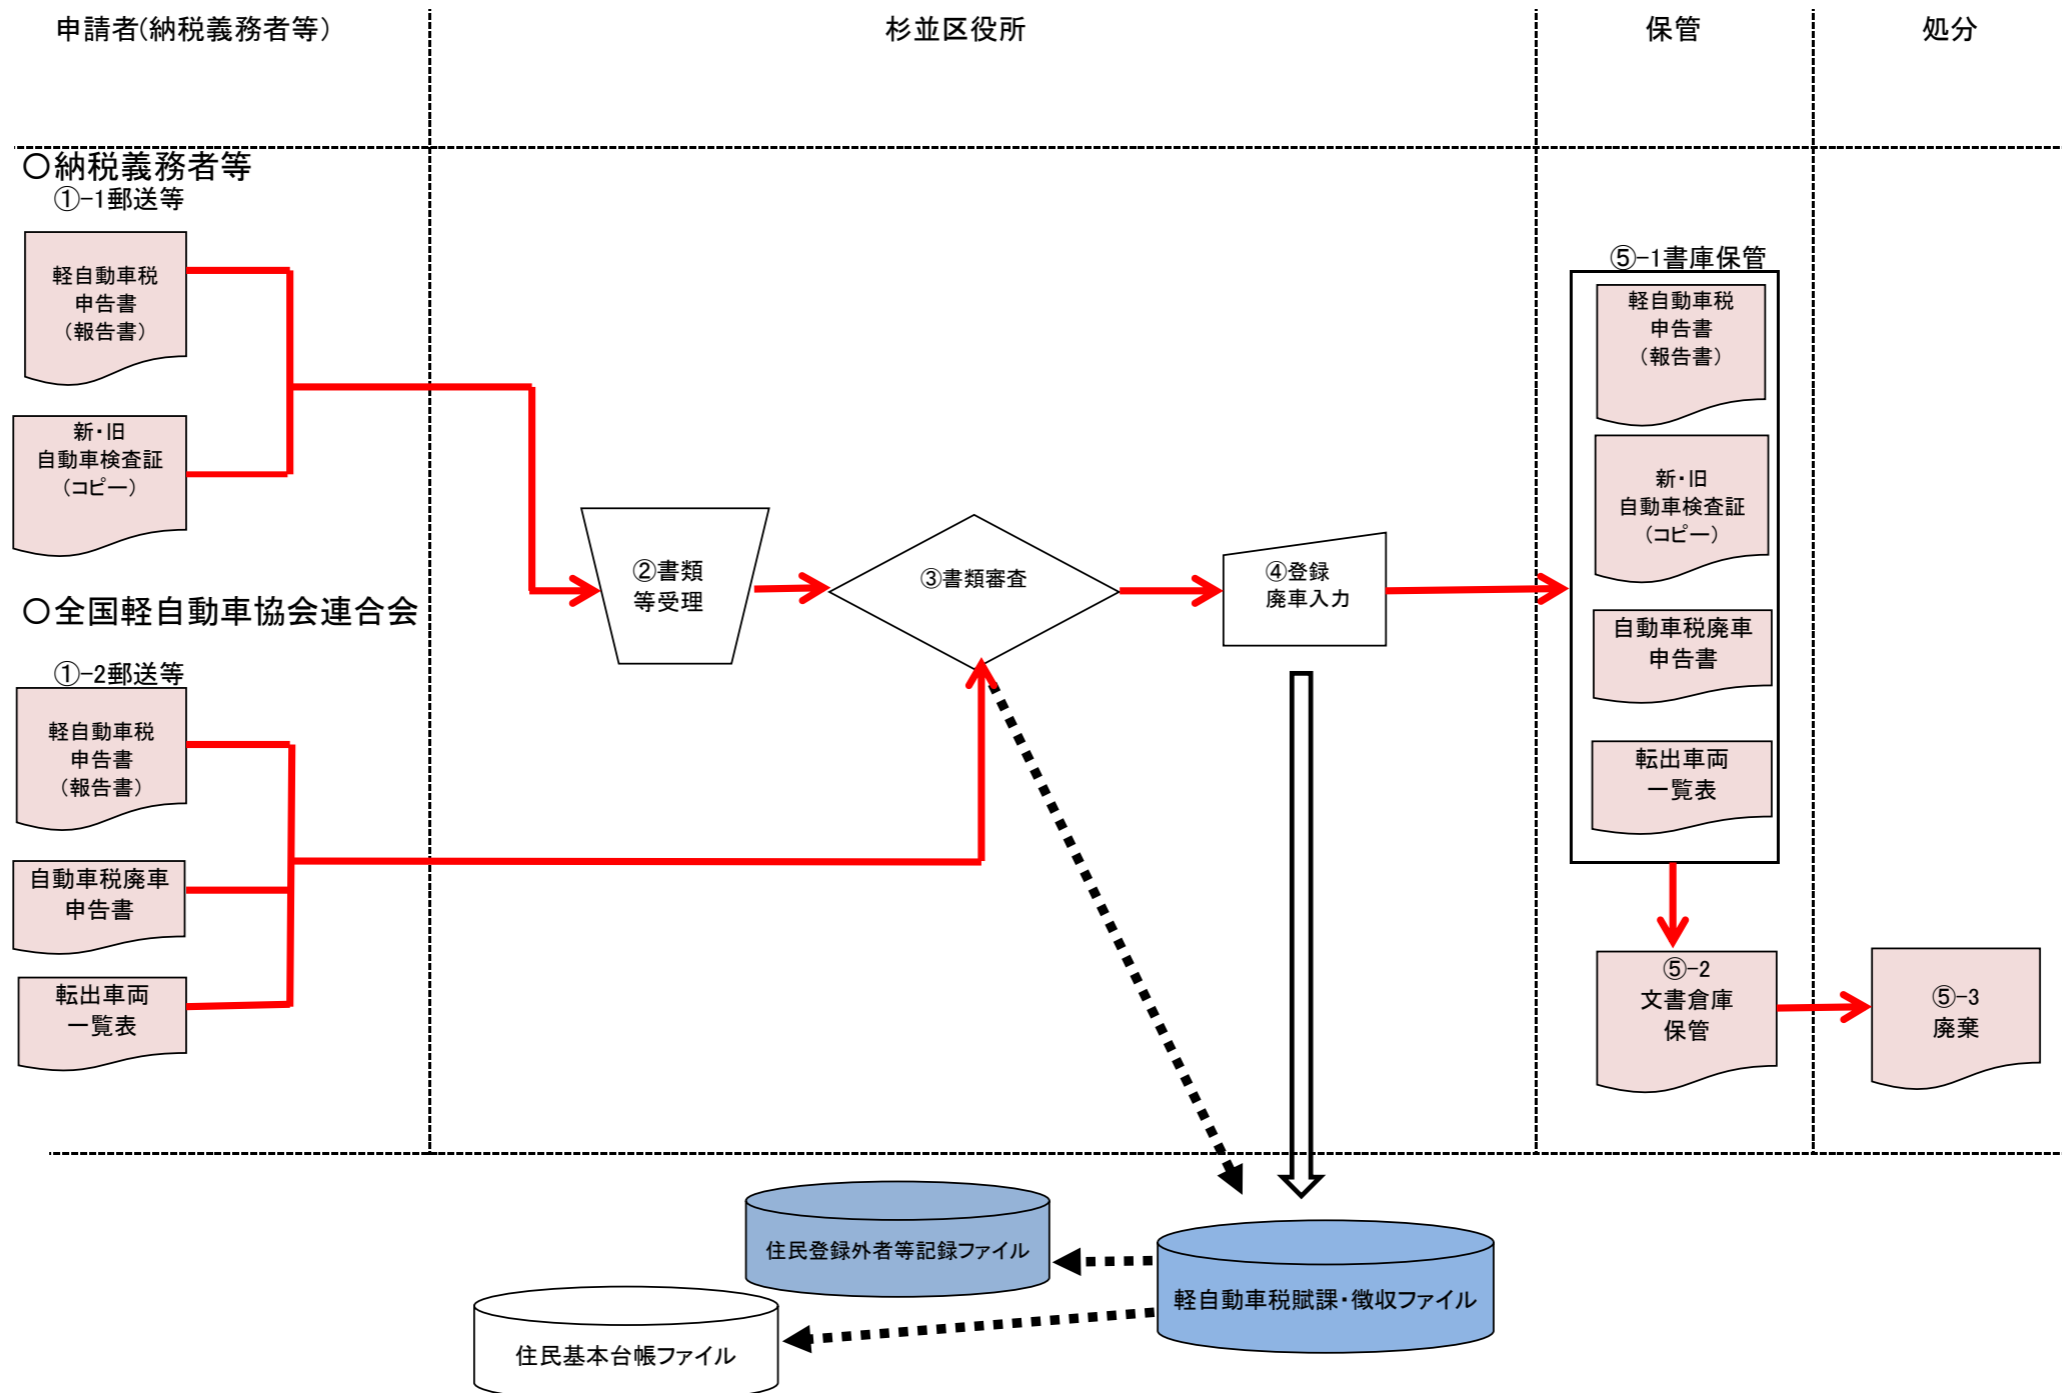 申請者(納税義務者等)
杉並区役所
保管
処分
○納税義務者等
①-1郵送等
軽自動車税
申告書
（報告書）
新・旧
自動車検査証
（コピー）
○全国軽自動車協会連合会
①-2郵送等
軽自動車税
申告書
（報告書）
自動車税廃車
申告書
転出車両
一覧表
②書類
等受理
③書類審査
④登録
廃車入力
⑤-1書庫保管
軽自動車税
申告書
（報告書）
新・旧
自動車検査証
（コピー）
自動車税廃車
申告書
転出車両
一覧表
⑤-2
文書倉庫
保管
⑤-3
廃棄
住民登録外者等記録ファイル
軽自動車税賦課・徴収ファイル
住民基本台帳ファイル